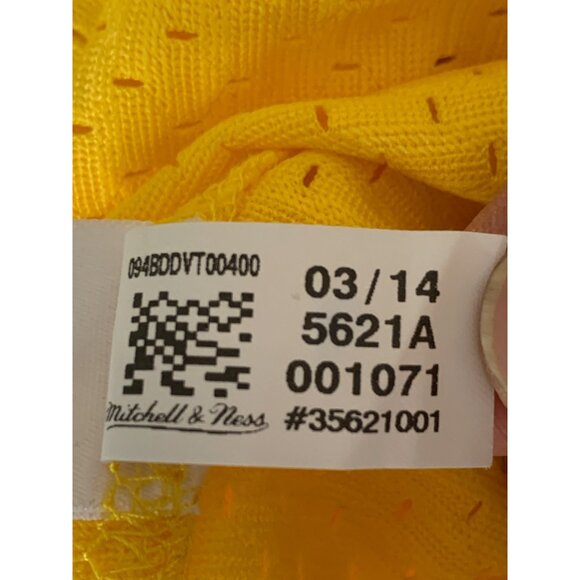 094BDDVT00400
Mitchell & Ness
03/14
5621A
001071
#35621001